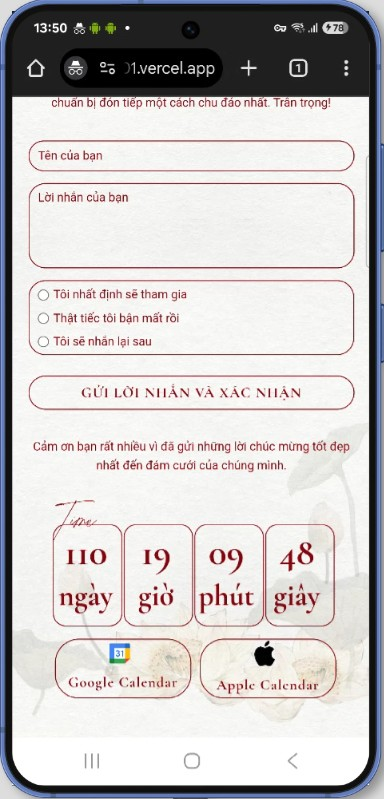 13:50
78
1.vercel.app
1
chuẩn bị đón tiếp một cách chu đáo nhất. Trân trọng!
Tên của bạn
Lời nhắn của bạn
Tôi nhất định sẽ tham gia
Thật tiếc tôi bận mất rồi
Tôi sẽ nhắn lại sau
GỬI LỜI NHẮN VÀ XÁC NHẬN
Cảm ơn bạn rất nhiều vì đã gửi những lời chúc mừng tốt đẹp
nhất đến đám cưới của chúng mình.
Time
110 19 09 48
ngày giờ phút giây
31
Google Calendar Apple Calendar